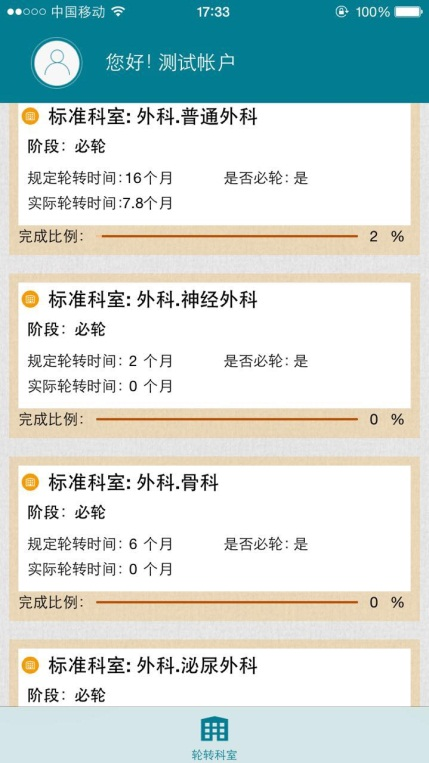 中国移动 17:33 100%
您好! 测试帐户
标准科室: 外科.普通外科
阶段: 必轮
规定轮转时间:16个月 是否必轮: 是
实际轮转时间:7.8个月
完成比例: 2 %
标准科室: 外科.神经外科
阶段: 必轮
规定轮转时间: 2 个月 是否必轮: 是
实际轮转时间: 0 个月
完成比例: 0 %
标准科室: 外科.骨科
阶段: 必轮
规定轮转时间: 6 个月 是否必轮: 是
实际轮转时间: 0 个月
完成比例: 0 %
标准科室: 外科.泌尿外科
阶段: 必轮
轮转科室